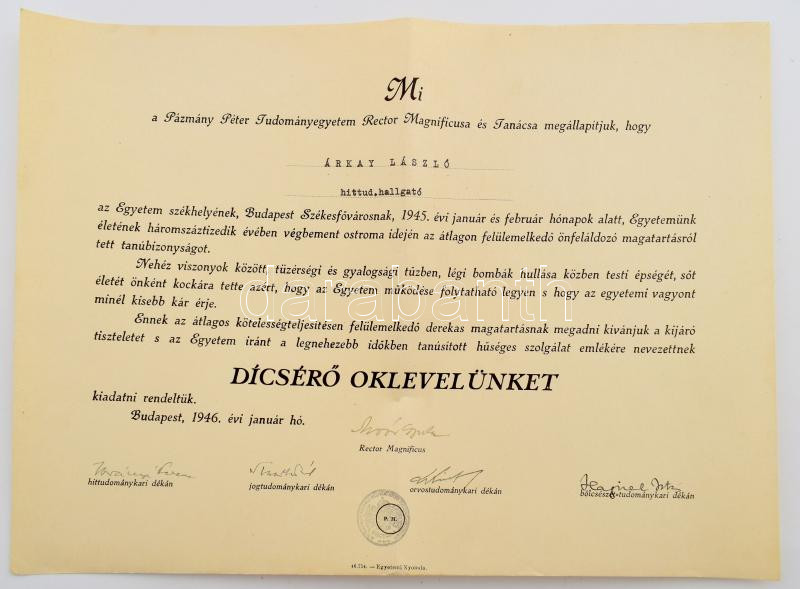 Mi
a Pázmány Péter Tudományegyetem Rector Magnificusa és Tanácsa megállapítjuk, hogy
ÁRKAY LÁSZLÓ
hittud.hallgató
az Egyetem székhelyének, Budapest Székesfővárosnak, 1945. évi január és február hónapok alatt, Egyetemünk
életének háromszáztizedik évében végbement ostroma idején az átlagon felülemelkedő önfeláldozó magatartásról
tett tanúbizonyságot.
Nehéz viszonyok között, tüzérségi és gyalogsági tűzben, légi bombák hullása közben testi épségét, sőt
életét önként kockára tette azért, hogy az Egyetem működése folytatható legyen s hogy az egyetemi vagyont
minél kisebb kár érje.
Ennek az átlagos kötelességteljesítésen felülemelkedő derekas magatartásnak megadni kívánjuk a kijáró
tiszteletet s az Egyetem iránt a legnehezebb időkben tanúsított hűséges szolgálat emlékére nevezettnek
DÍCSÉRŐ OKLEVELÜNKET
kiadatni rendeltük.
Budapest, 1946. évi január hó.
Rector Magnificus
hittudománykari dékán
jogtudománykari dékán
orvostudománykari dékán
bölcsészettudománykari dékán
P. H.
46.714. — Egyetemi Nyomda.
darabanth